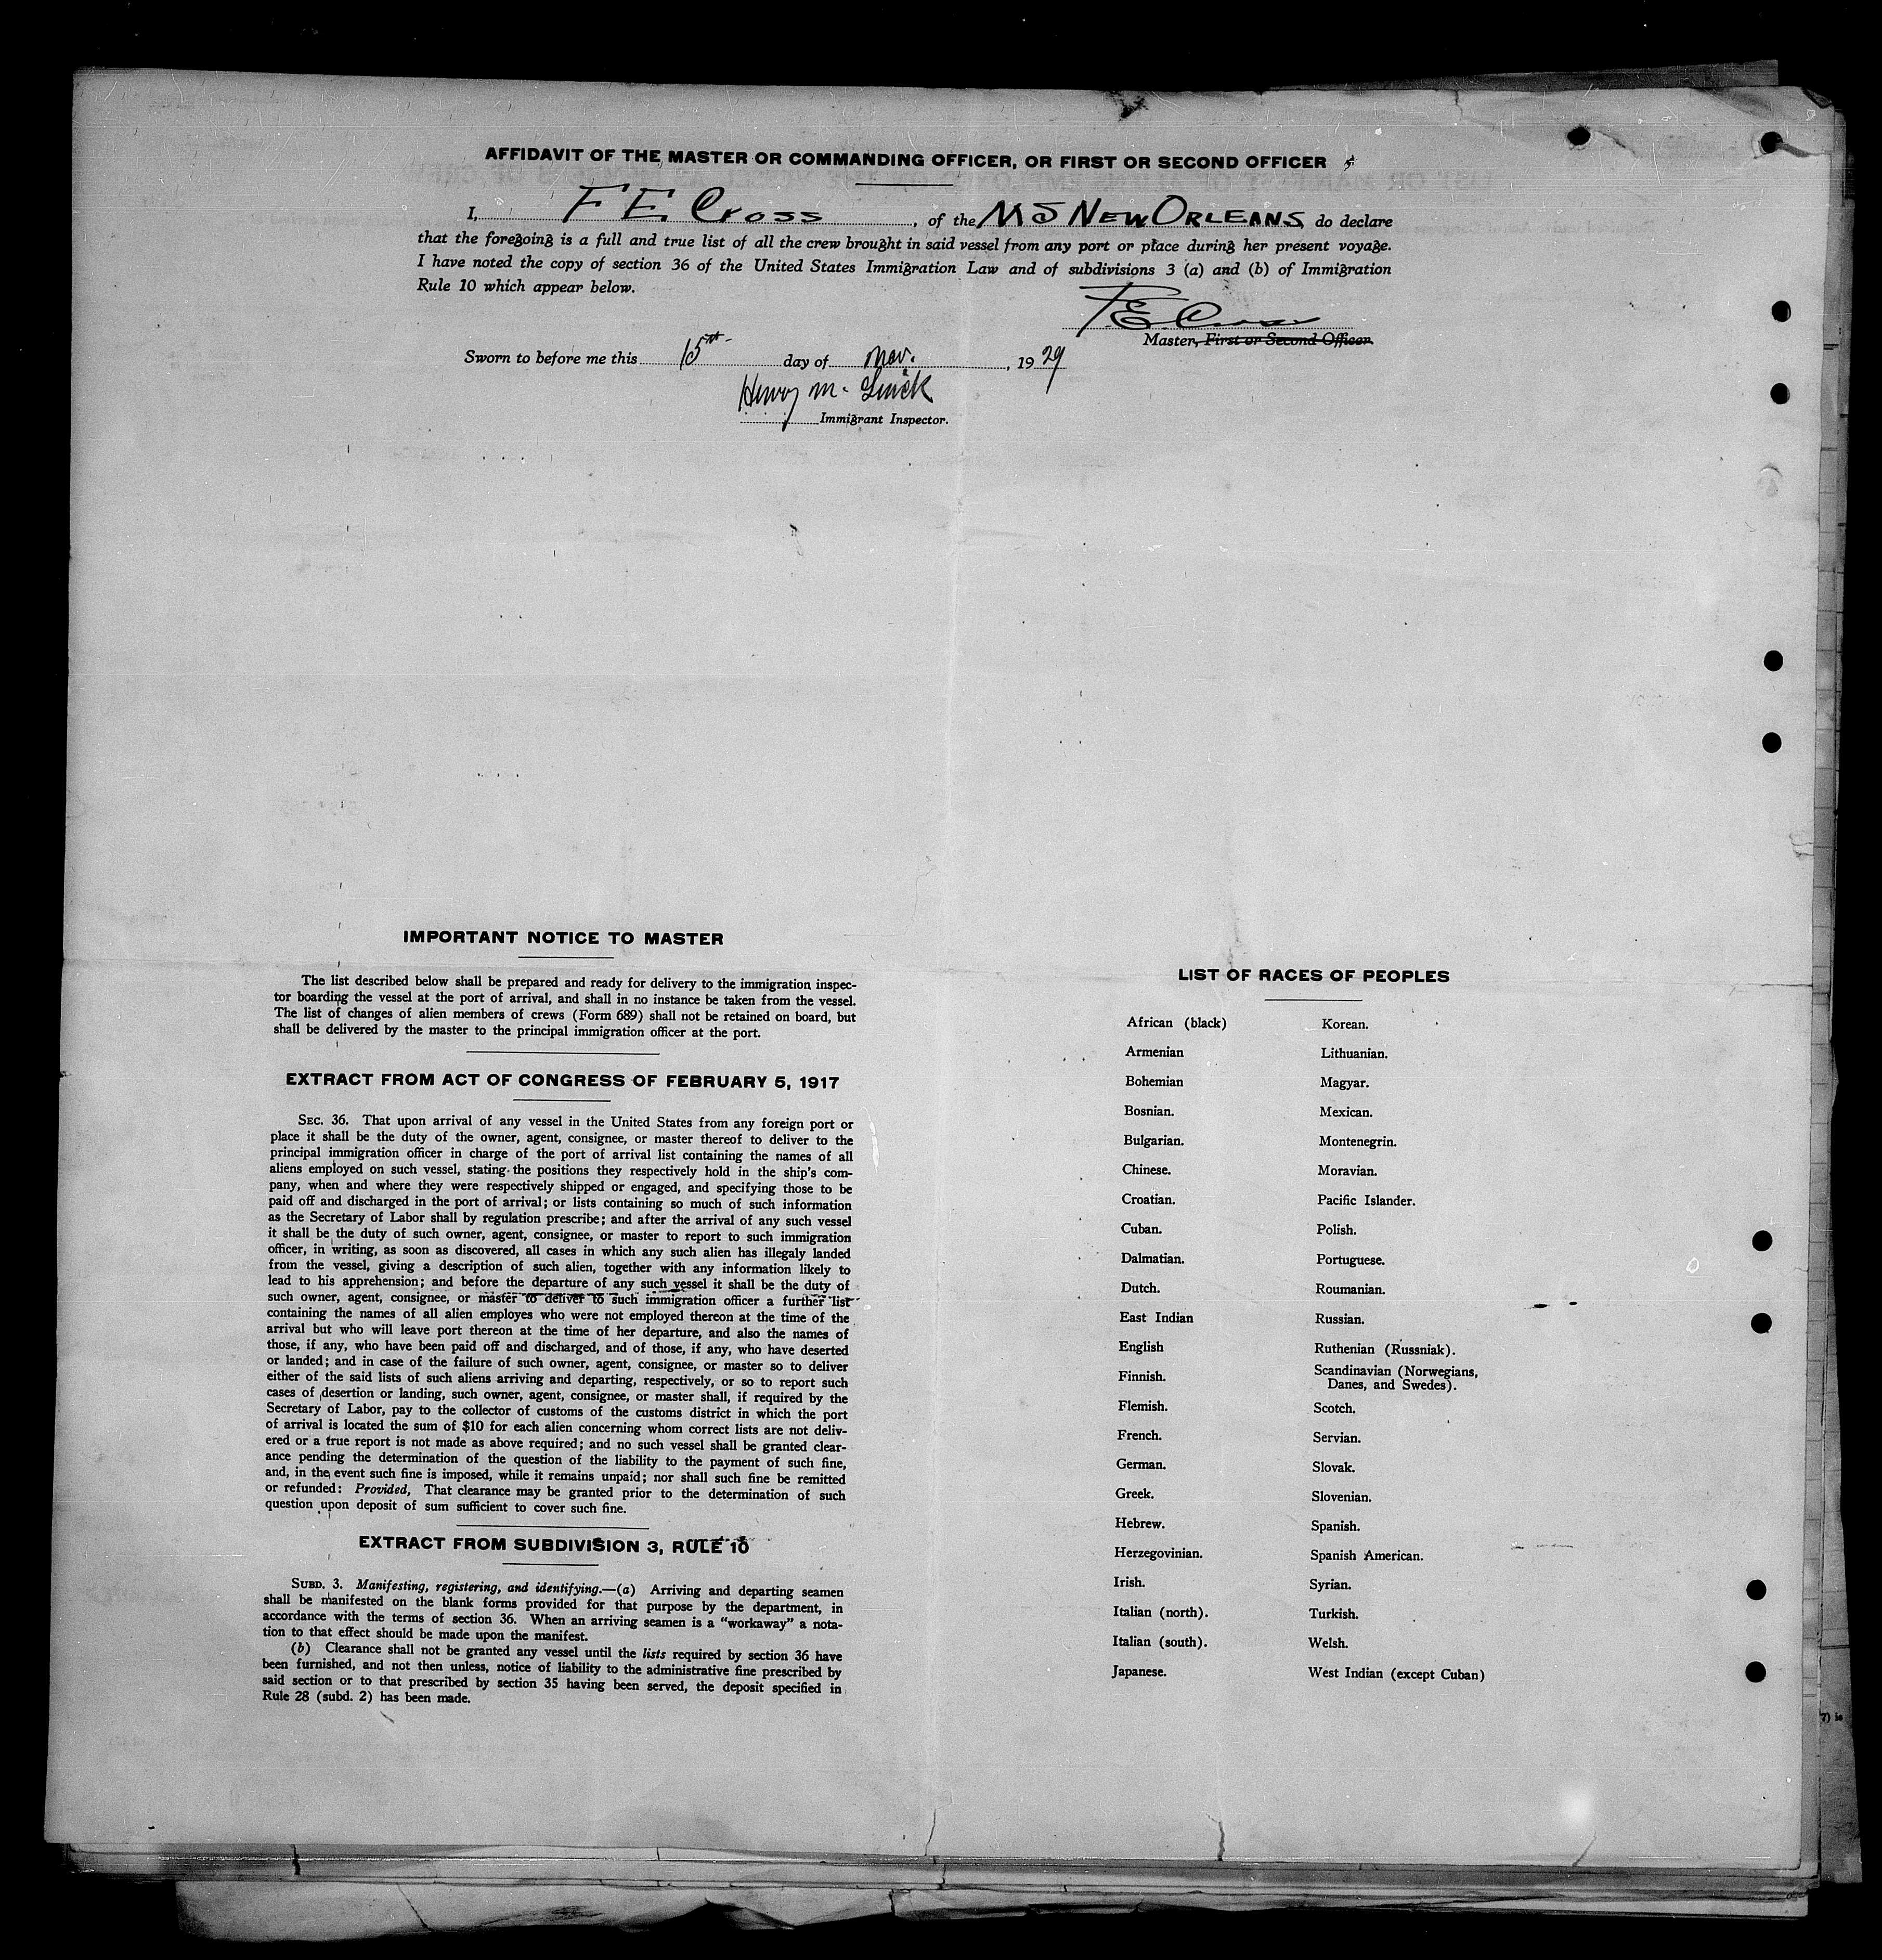 AFFIDAVIT OF THE MASTER OR COMMANDING OFFICER, OR FIRST OR SECOND OFFICER
I, F E Cross, of the MS NEW ORLEANS, do declare
that the foregoing is a full and true list of all the crew brought in said vessel from any port or place during her present voyage.
I have noted the copy of section 36 of the United States Immigration Law and of subdivisions 3 (a) and (b) of Immigration
Rule 10 which appear below.
F E Cross
Master, First or Second Officer.
Sworn to before me this 15th day of Nov., 1929
Henry M.
Immigrant Inspector.
IMPORTANT NOTICE TO MASTER
The list described below shall be prepared and ready for delivery to the immigration inspec-
tor boarding the vessel at the port of arrival, and shall in no instance be taken from the vessel.
The list of changes of alien members of crews (Form 689) shall not be retained on board, but
shall be delivered by the master to the principal immigration officer at the port.
EXTRACT FROM ACT OF CONGRESS OF FEBRUARY 5, 1917
SEC. 36. That upon arrival of any vessel in the United States from any foreign port or
place it shall be the duty of the owner, agent, consignee, or master thereof to deliver to the
principal immigration officer in charge of the port of arrival list containing the names of all
aliens employed on such vessel, stating the positions they respectively hold in the ship's com-
pany, when and where they were respectively shipped or engaged, and specifying those to be
paid off and discharged in the port of arrival; or lists containing so much of such information
as the Secretary of Labor shall by regulation prescribe; and after the arrival of any such vessel
it shall be the duty of such owner, agent, consignee, or master to report to such immigration
officer, in writing, as soon as discovered, all cases in which any such alien has illegaly landed
from the vessel, giving a description of such alien, together with any information likely to
lead to his apprehension; and before the departure of any such vessel it shall be the duty of
such owner, agent, consignee, or master to deliver to such immigration officer a further list
containing the names of all alien employes who were not employed thereon at the time of the
arrival but who will leave port thereon at the time of her departure, and also the names of
those, if any, who have been paid off and discharged, and of those, if any, who have deserted
or landed; and in case of the failure of such owner, agent, consignee, or master so to deliver
either of the said lists of such aliens arriving and departing, respectively, or so to report such
cases of desertion or landing, such owner, agent, consignee, or master shall, if required by the
Secretary of Labor, pay to the collector of customs of the customs district in which the port
of arrival is located the sum of $10 for each alien concerning whom correct lists are not deliv-
ered or a true report is not made as above required; and no such vessel shall be granted clear-
ance pending the determination of the question of the liability to the payment of such fine,
and, in the event such fine is imposed, while it remains unpaid; nor shall such fine be remitted
or refunded: Provided, That clearance may be granted prior to the determination of such
question upon deposit of sum sufficient to cover such fine.
EXTRACT FROM SUBDIVISION 3, RULE 10
SUBD. 3. Manifesting, registering, and identifying.—(a) Arriving and departing seamen
shall be manifested on the blank forms provided for that purpose by the department, in
accordance with the terms of section 36. When an arriving seamen is a "workaway" a nota-
tion to that effect should be made upon the manifest.
(b) Clearance shall not be granted any vessel until the lists required by section 36 have
been furnished, and not then unless, notice of liability to the administrative fine prescribed by
said section or to that prescribed by section 35 having been served, the deposit specified in
Rule 28 (subd. 2) has been made.
LIST OF RACES OF PEOPLES
African (black)
Armenian
Bohemian
Bosnian.
Bulgarian.
Chinese.
Croatian.
Cuban.
Dalmatian.
Dutch.
East Indian
English
Finnish.
Flemish.
French.
German.
Greek.
Hebrew.
Herzegovinian.
Irish.
Italian (north).
Italian (south).
Japanese.
Korean.
Lithuanian.
Magyar.
Mexican.
Montenegrin.
Moravian.
Pacific Islander.
Polish.
Portuguese.
Roumanian.
Russian.
Ruthenian (Russniak).
Scandinavian (Norwegians,
Danes, and Swedes).
Scotch.
Servian.
Slovak.
Slovenian.
Spanish.
Spanish American.
Syrian.
Turkish.
Welsh.
West Indian (except Cuban)
7) is